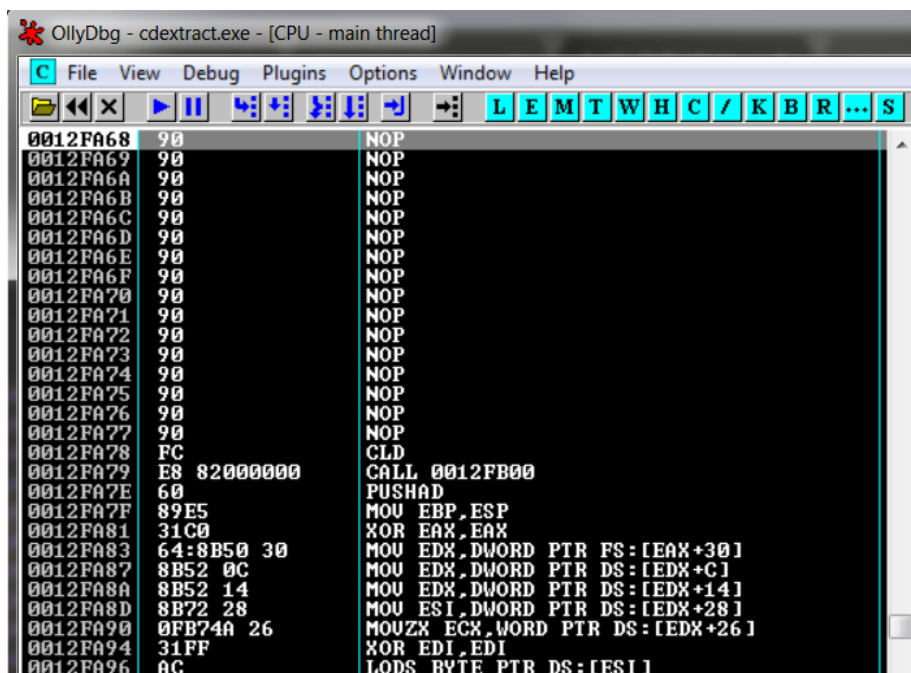 OllyDbg - cdextract.exe - [CPU - main thread]
C File View Debug Plugins Options Window Help
L E M T W H C / K B R ... S
0012FA68 90 NOP
0012FA69 90 NOP
0012FA6A 90 NOP
0012FA6B 90 NOP
0012FA6C 90 NOP
0012FA6D 90 NOP
0012FA6E 90 NOP
0012FA6F 90 NOP
0012FA70 90 NOP
0012FA71 90 NOP
0012FA72 90 NOP
0012FA73 90 NOP
0012FA74 90 NOP
0012FA75 90 NOP
0012FA76 90 NOP
0012FA77 90 NOP
0012FA78 FC CLD
0012FA79 E8 82000000 CALL 0012FB00
0012FA7E 60 PUSHAD
0012FA7F 89E5 MOV EBP,ESP
0012FA81 31C0 XOR EAX,EAX
0012FA83 64:8B50 30 MOV EDX,DWORD PTR FS:[EAX+30]
0012FA87 8B52 0C MOV EDX,DWORD PTR DS:[EDX+C]
0012FA8A 8B52 14 MOV EDX,DWORD PTR DS:[EDX+14]
0012FA8D 8B72 28 MOV ESI,DWORD PTR DS:[EDX+28]
0012FA90 0FB74A 26 MOVZX ECX,WORD PTR DS:[EDX+26]
0012FA94 31FF XOR EDI,EDI
0012FA96 AC LODS BYTE PTR DS:[ESI]